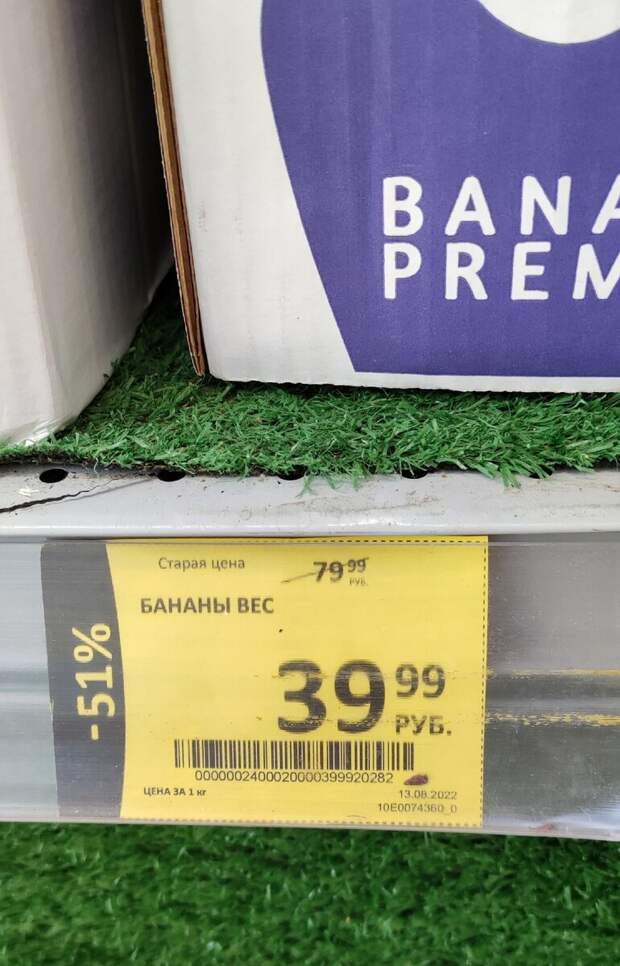 BANA
PREM
Старая цена
79 99
РУБ.
БАНАНЫ ВЕС
-51%
39 99
РУБ.
0000002400020000399920282
ЦЕНА ЗА 1 кг
13.08.2022
10E0074360_0